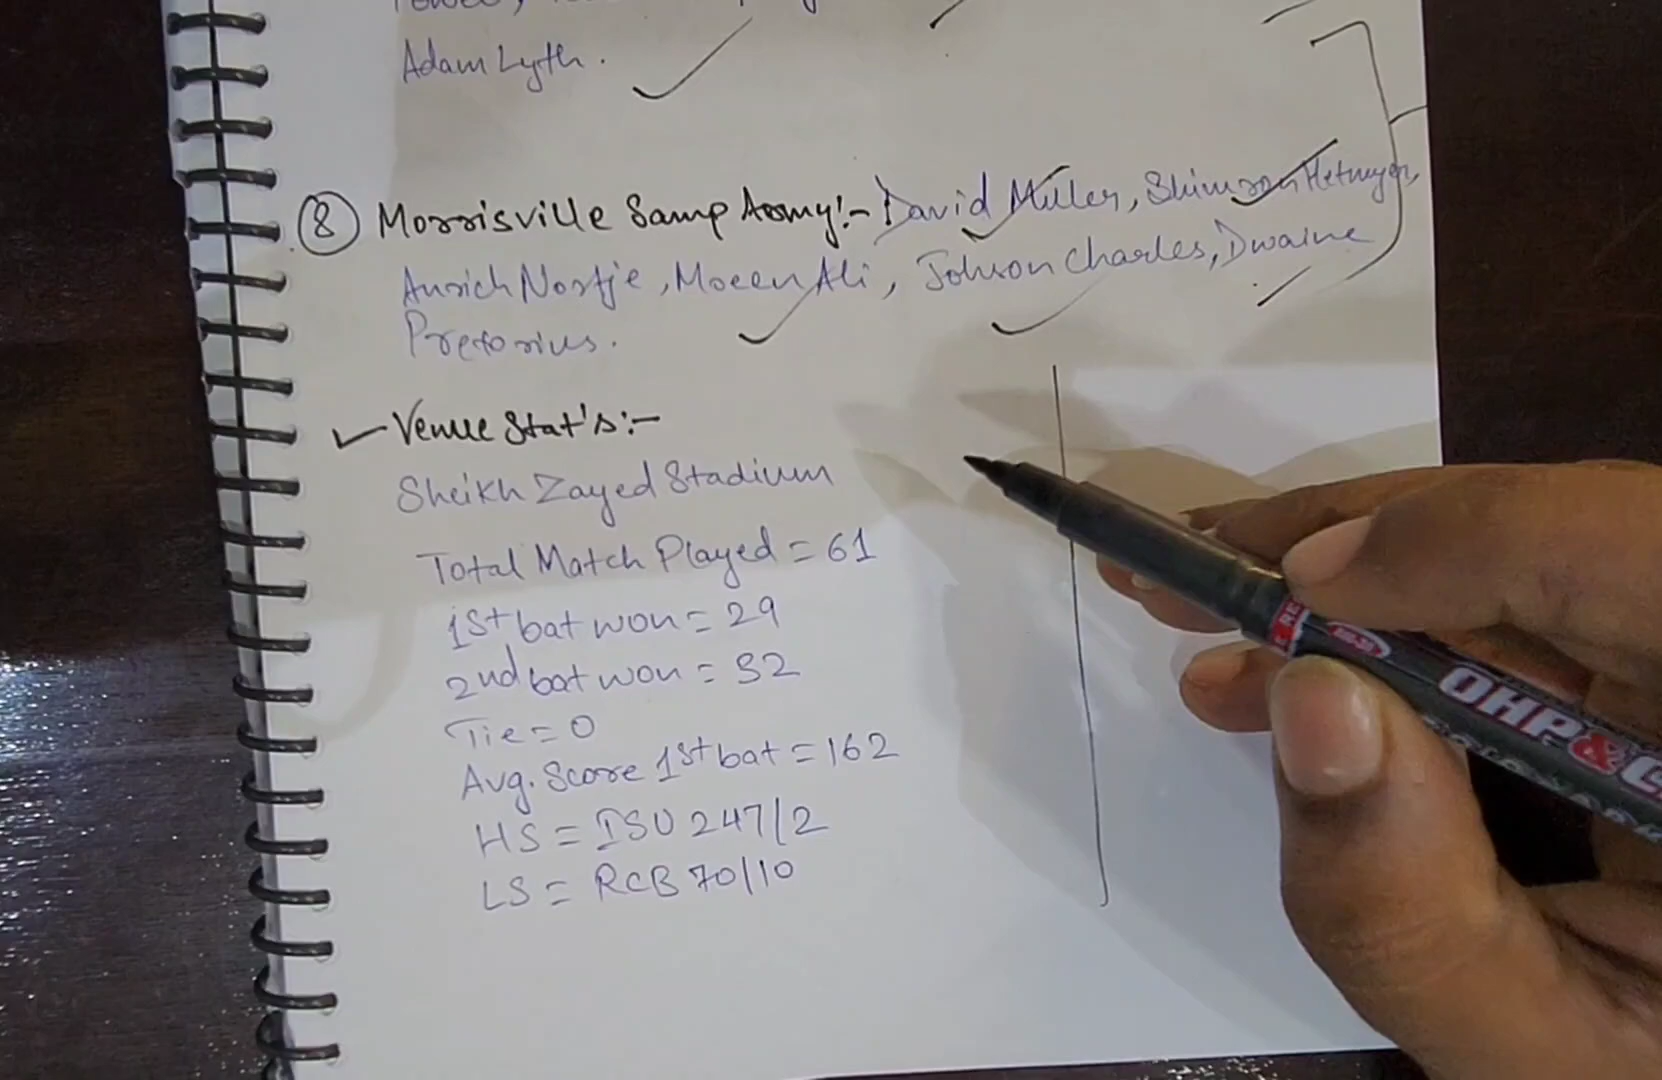 Adam Lyth.
8 Morrisville Samp Army:- David Miller, Shimron Hetmyer,
Anrich Nortje, Moeen Ali, Johnson Charles, Dwaine
Pretorius.
Venue Stat's:-
Sheikh Zayed Stadium
Total Match Played = 61
1st bat won = 29
2nd bat won = 32
Tie = 0
Avg. Score 1st bat = 162
HS = ISU 247/2
LS = RCB 70/10
OHP &